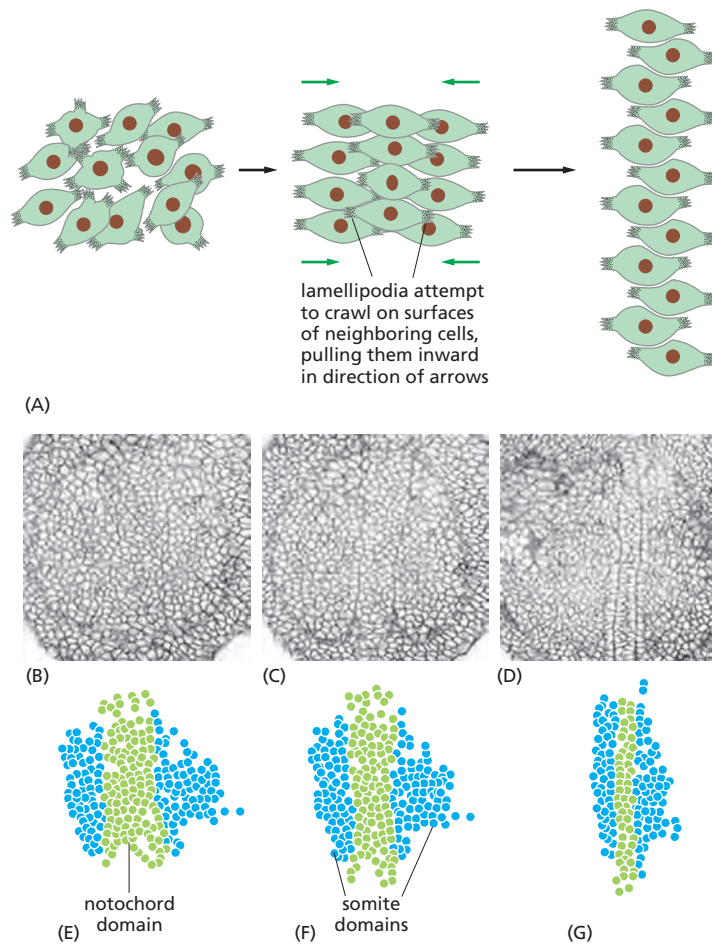 lamellipodia attempt
to crawl on surfaces
of neighboring cells,
pulling them inward
in direction of arrows
(A)
(B)
(C)
(D)
notochord
domain
somite
domains
(E)
(F)
(G)